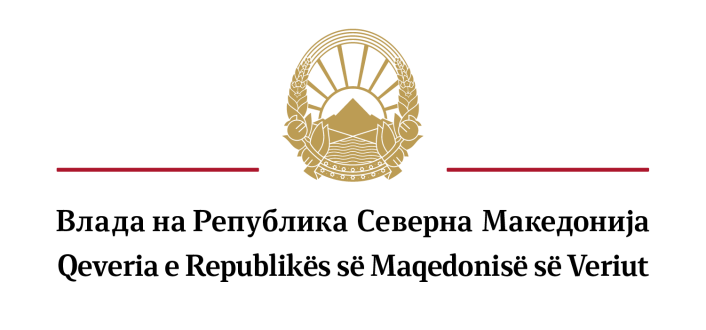 Влада на Република Северна Македонија
Qeveria e Republikës së Maqedonisë së Veriut